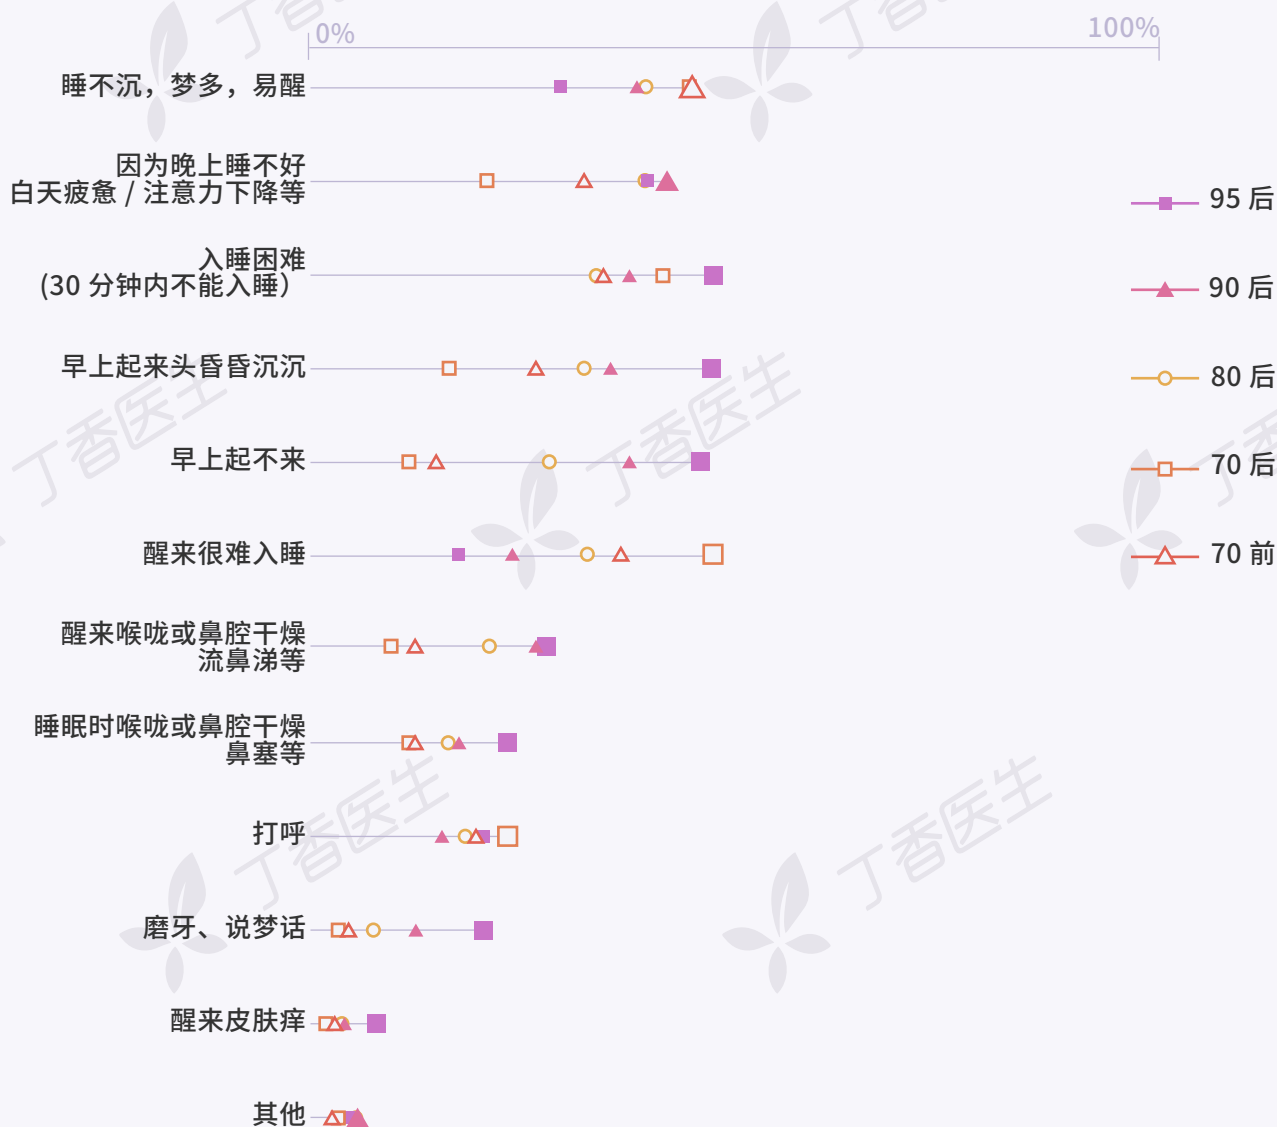 0%
100%
睡不沉，梦多，易醒
因为晚上睡不好
白天疲惫 / 注意力下降等
95 后
入睡困难
(30 分钟内不能入睡）
90 后
早上起来头昏昏沉沉
80 后
早上起不来
70 后
醒来很难入睡
70 前
醒来喉咙或鼻腔干燥
流鼻涕等
睡眠时喉咙或鼻腔干燥
鼻塞等
打呼
磨牙、说梦话
醒来皮肤痒
其他
丁香医生
丁香医生
丁香医生
丁香医生